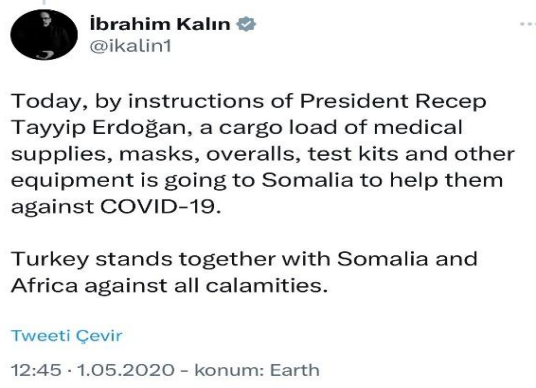 İbrahim Kalın
@ikalin1
Today, by instructions of President Recep
Tayyip Erdoğan, a cargo load of medical
supplies, masks, overalls, test kits and other
equipment is going to Somalia to help them
against COVID-19.
Turkey stands together with Somalia and
Africa against all calamities.
Tweeti Çevir
12:45 · 1.05.2020 - konum: Earth